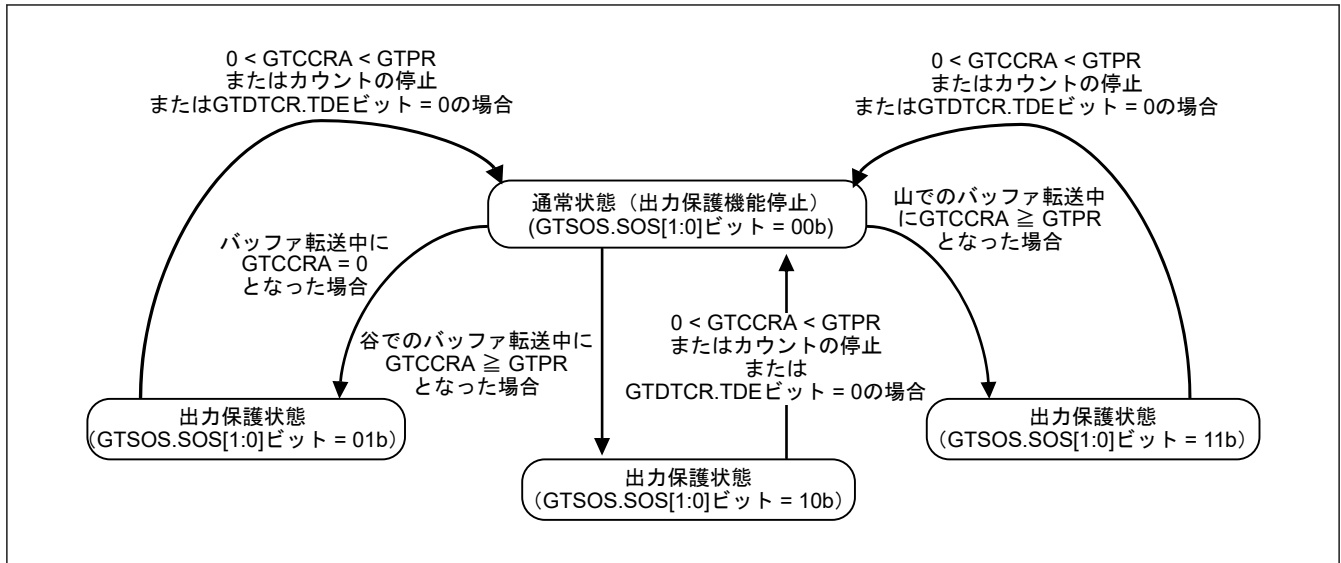 0 < GTCCRA < GTPR
またはカウントの停止
またはGTDTCR.TDEビット = 0の場合
0 < GTCCRA < GTPR
またはカウントの停止
またはGTDTCR.TDEビット = 0の場合
通常状態（出力保護機能停止）
(GTSOS.SOS[1:0]ビット = 00b)
山でのバッファ転送中
にGTCCRA ≧ GTPR
となった場合
バッファ転送中に
GTCCRA = 0
となった場合
谷でのバッファ転送中に
GTCCRA ≧ GTPR
となった場合
0 < GTCCRA < GTPR
またはカウントの停止
または
GTDTCR.TDEビット = 0の場合
出力保護状態
（GTSOS.SOS[1:0]ビット = 01b）
出力保護状態
（GTSOS.SOS[1:0]ビット = 10b）
出力保護状態
（GTSOS.SOS[1:0]ビット = 11b）